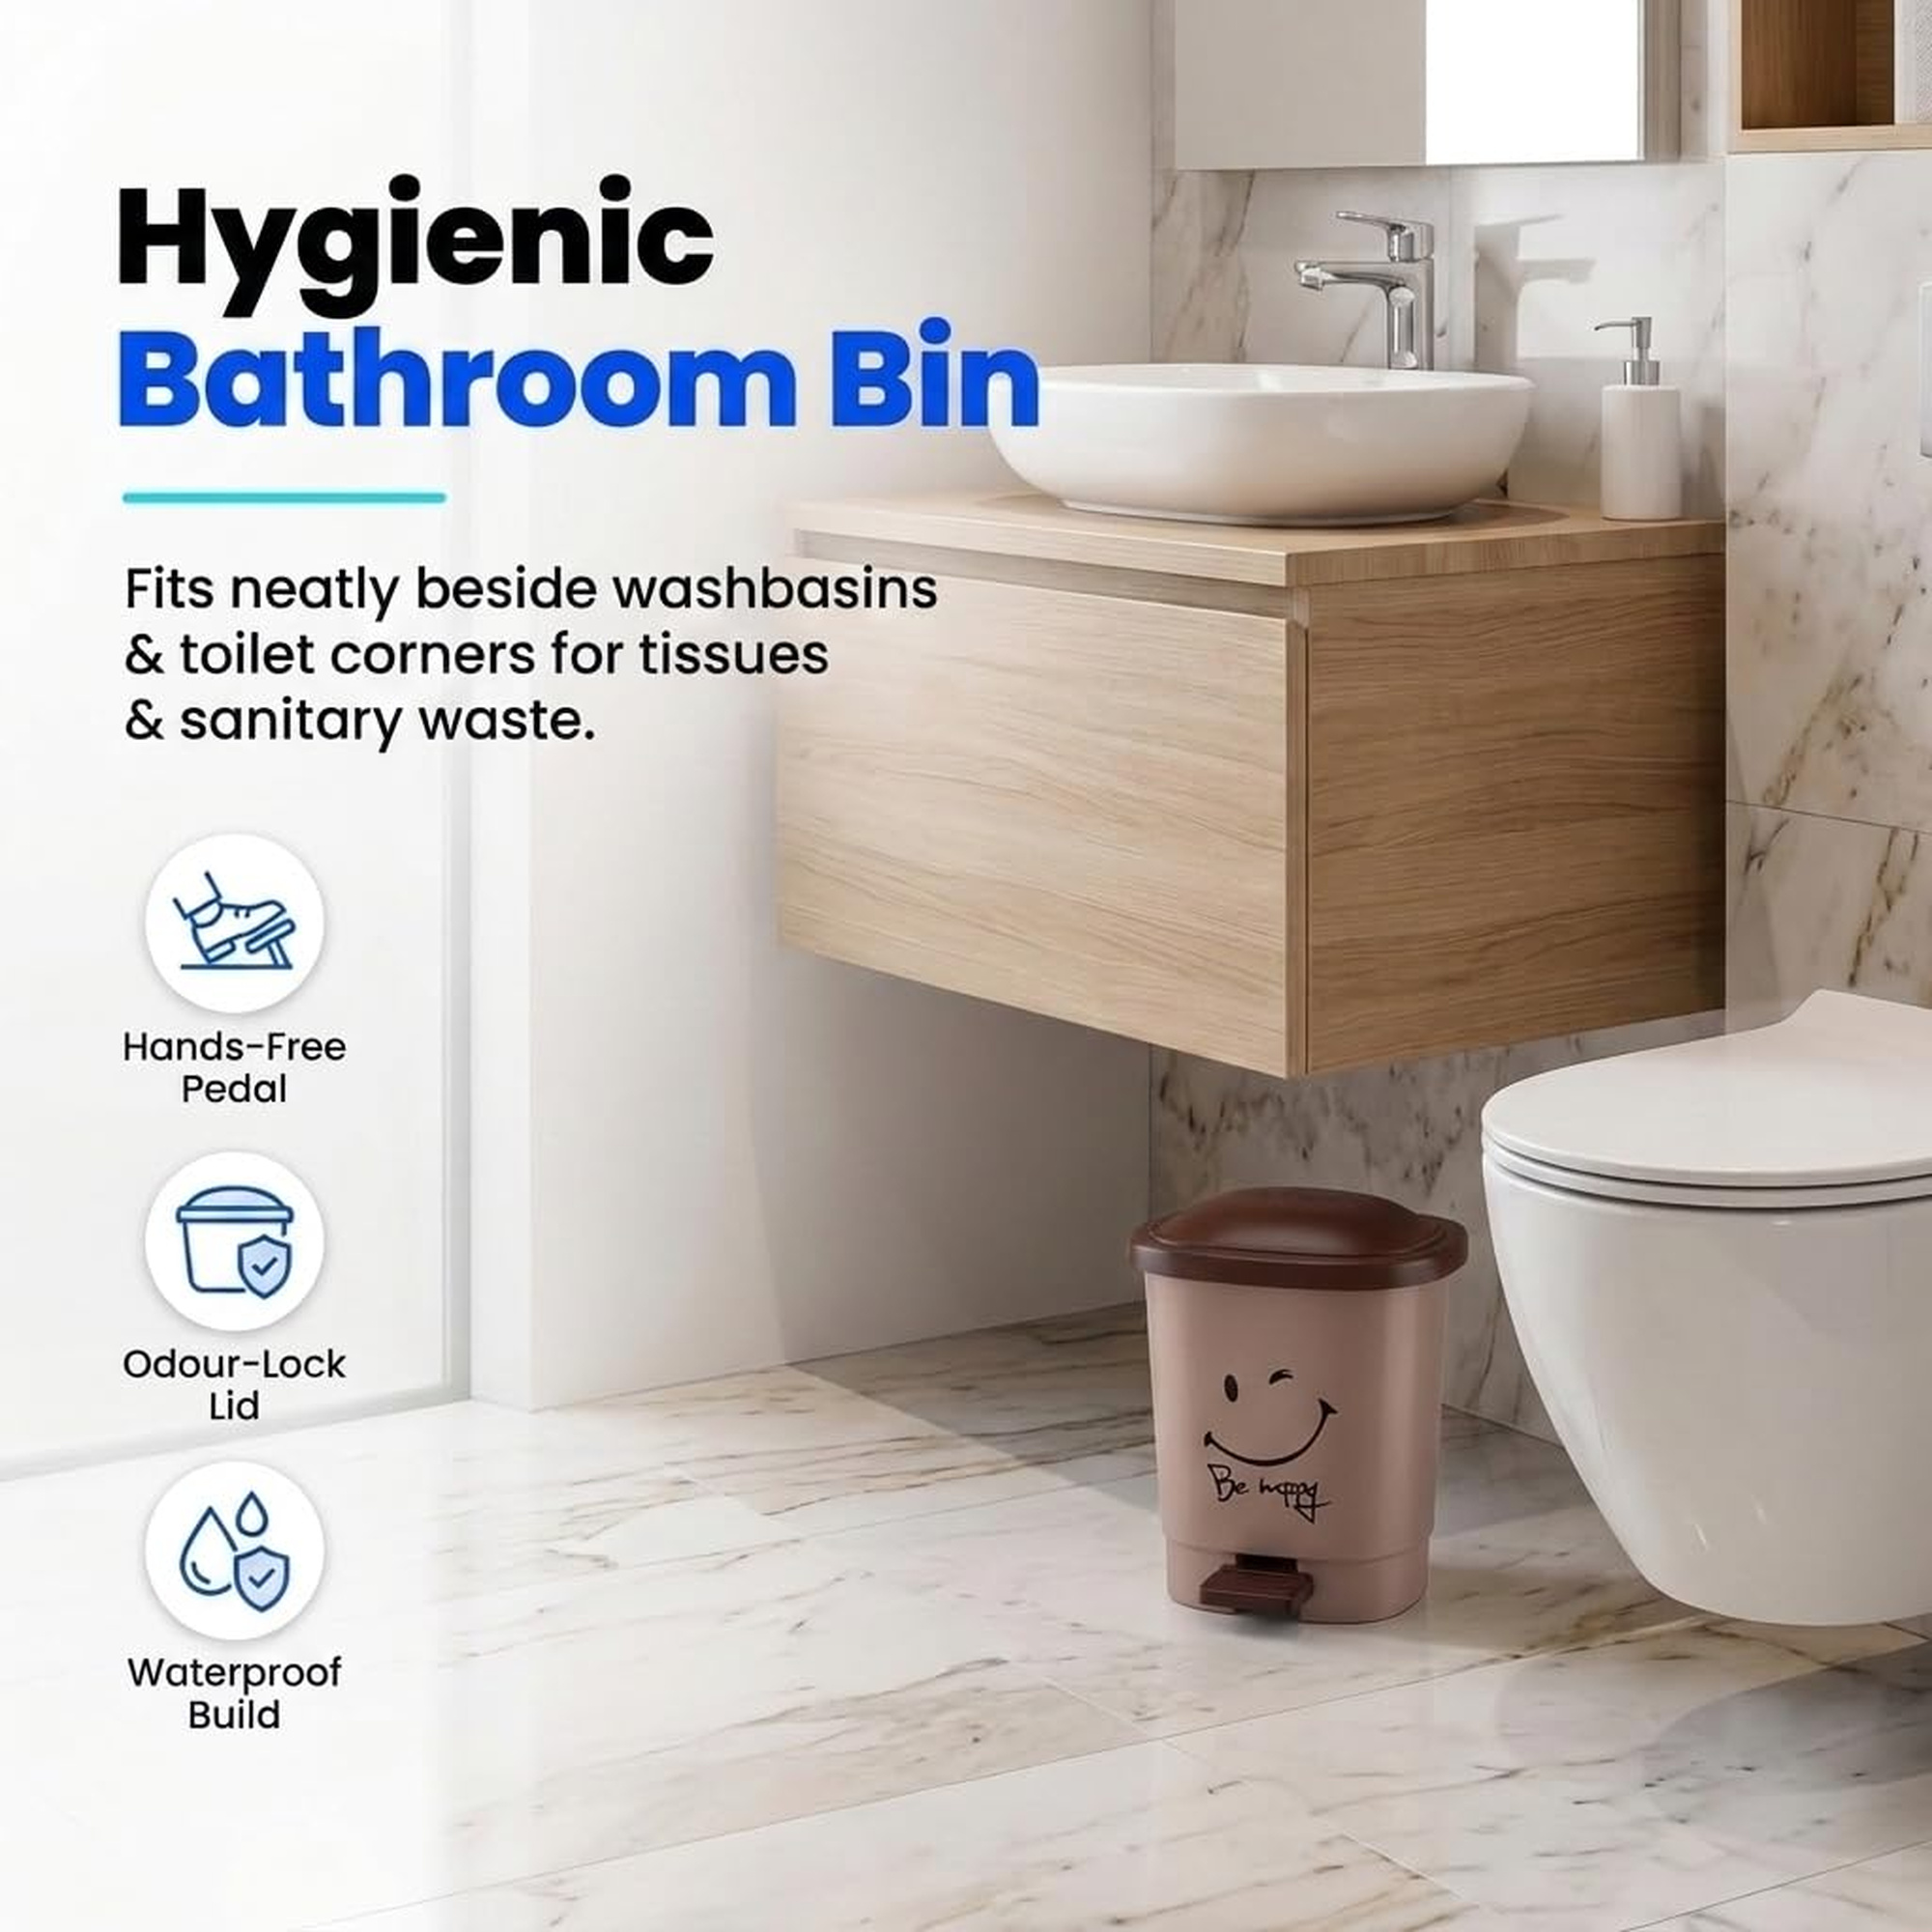 Hygienic
Bathroom Bin
Fits neatly beside washbasins
& toilet corners for tissues
& sanitary waste.
Hands-Free
Pedal
Odour-Lock
Lid
Waterproof
Build
Be happy